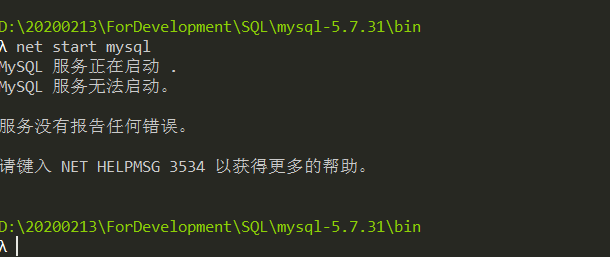 D:\20200213\ForDevelopment\SQL\mysql-5.7.31\bin
λ net start mysql
MySQL 服务正在启动 .
MySQL 服务无法启动。
服务没有报告任何错误。
请键入 NET HELPMSG 3534 以获得更多的帮助。
D:\20200213\ForDevelopment\SQL\mysql-5.7.31\bin
λ